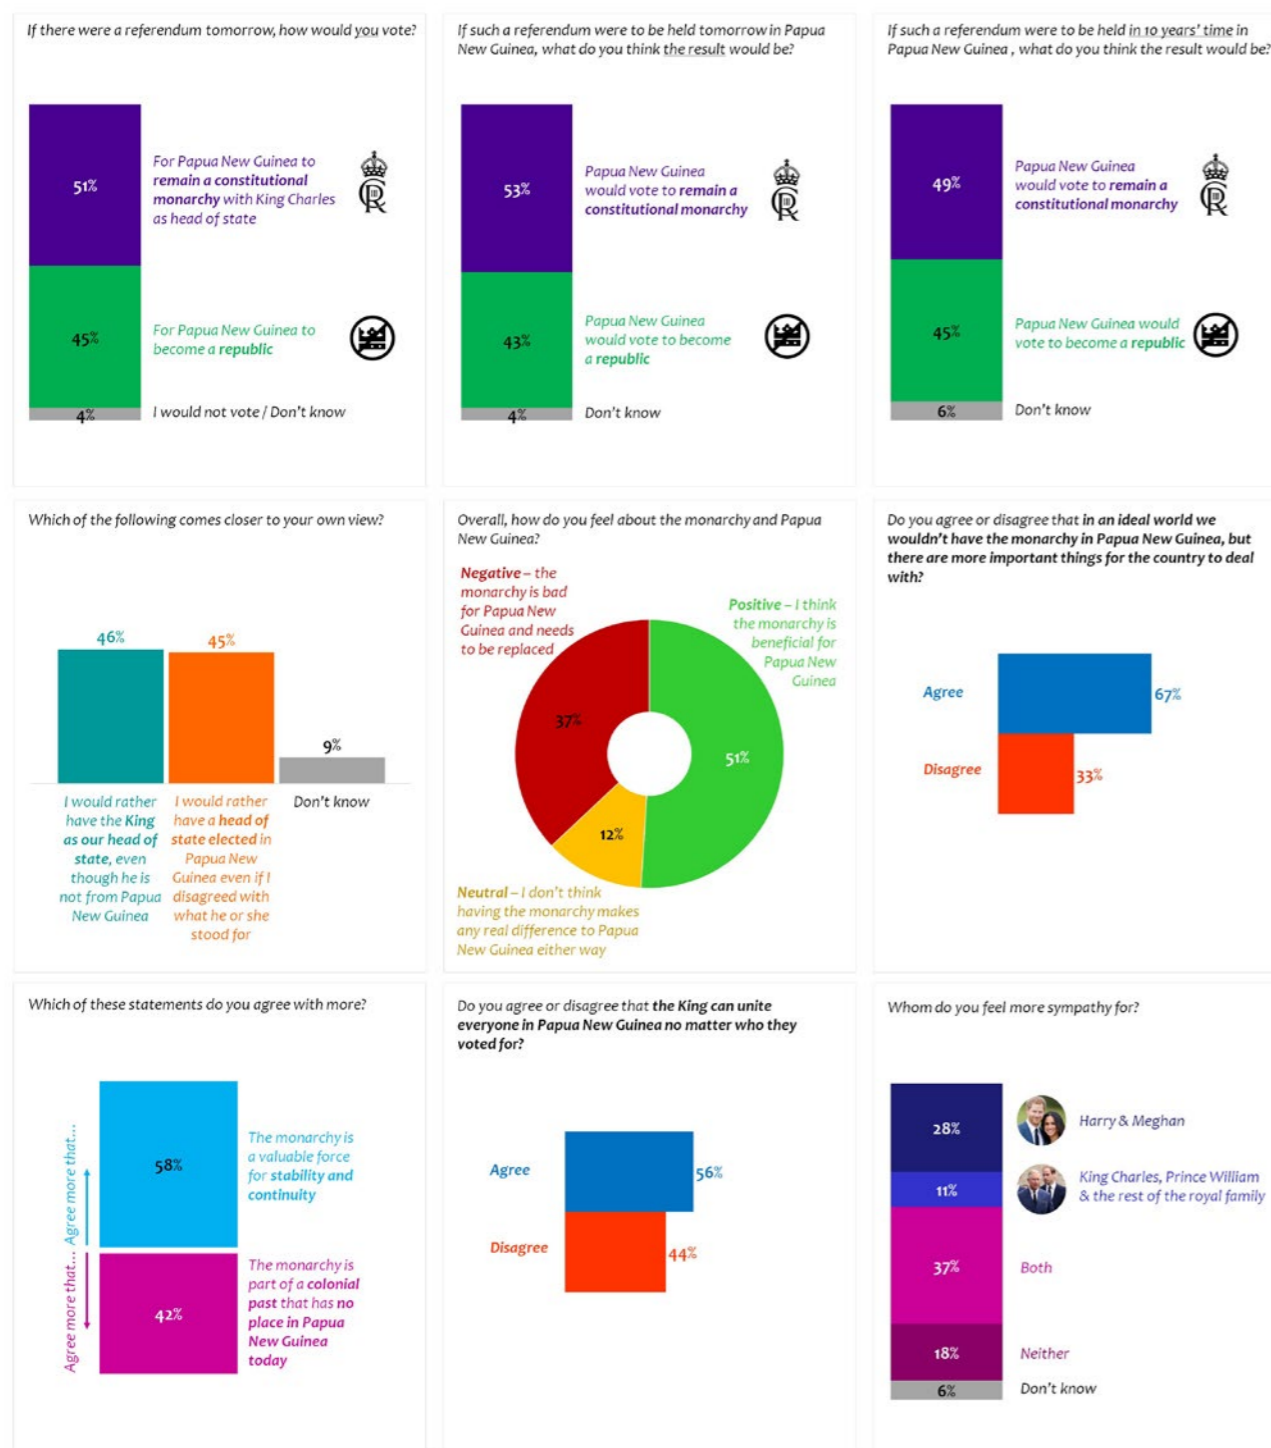 If there were a referendum tomorrow, how would you vote?
51%
For Papua New Guinea to
remain a constitutional
monarchy with King Charles
as head of state
45%
For Papua New Guinea to
become a republic
4%
I would not vote / Don't know
If such a referendum were to be held tomorrow in Papua
New Guinea, what do you think the result would be?
53%
Papua New Guinea
would vote to remain a
constitutional monarchy
43%
Papua New Guinea
would vote to become
a republic
4%
Don't know
If such a referendum were to be held in 10 years' time in
Papua New Guinea , what do you think the result would be?
49%
Papua New Guinea
would vote to remain a
constitutional monarchy
45%
Papua New Guinea would
vote to become a republic
6%
Don't know
Which of the following comes closer to your own view?
46%
45%
9%
I would rather
have the King
as our head of
state, even
though he is
not from Papua
New Guinea
I would rather
have a head of
state elected in
Papua New
Guinea even if I
disagreed with
what he or she
stood for
Don't know
Overall, how do you feel about the monarchy and Papua
New Guinea?
Negative – the
monarchy is bad
for Papua New
Guinea and needs
to be replaced
Positive – I think
the monarchy is
beneficial for
Papua New
Guinea
37%
51%
12%
Neutral – I don't think
having the monarchy makes
any real difference to Papua
New Guinea either way
Do you agree or disagree that in an ideal world we
wouldn't have the monarchy in Papua New Guinea, but
there are more important things for the country to deal
with?
Agree
67%
Disagree
33%
Which of these statements do you agree with more?
Agree more that...
Agree more that...
58%
The monarchy is
a valuable force
for stability and
continuity
42%
The monarchy is
part of a colonial
past that has no
place in Papua
New Guinea
today
Do you agree or disagree that the King can unite
everyone in Papua New Guinea no matter who they
voted for?
Agree
56%
Disagree
44%
Whom do you feel more sympathy for?
28%
Harry & Meghan
11%
King Charles, Prince William
& the rest of the royal family
37%
Both
18%
Neither
6%
Don't know